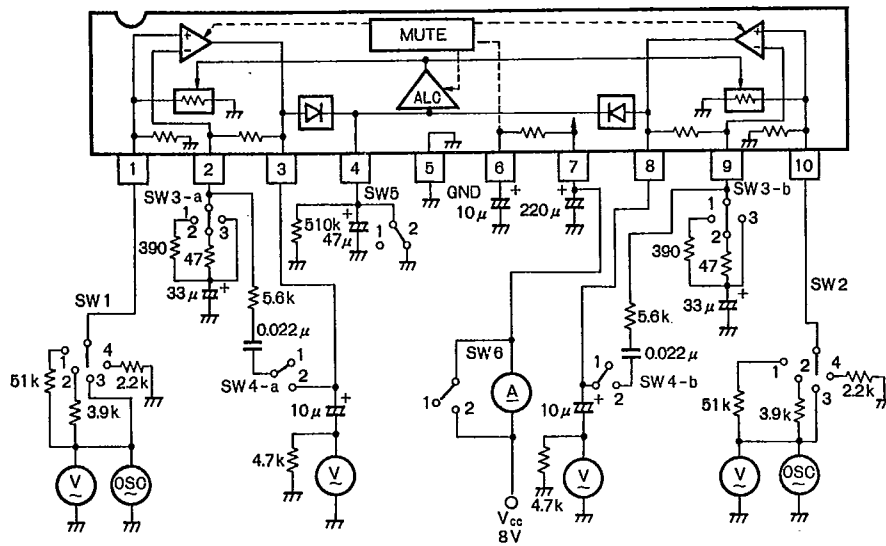 MUTE
ALC
1 2 3 4 5 6 7 8 9 10
GND
SW3-a
1
2
3
390
47
33μ +
SW5
510k
+
47μ
1
2
10μ +
220μ +
SW3-b
1
2
3
390
47
33μ +
SW1
1
2
3
4
51k
3.9k
2.2k
5.6k
0.022μ
1
2
SW4-a
10μ +
4.7k
SW6
1
2
A
5.6k
0.022μ
1
2
SW4-b
10μ +
4.7k
SW2
1
2
3
4
51k
3.9k
2.2k
V
OSC
V
Vcc
8V
V
V
OSC